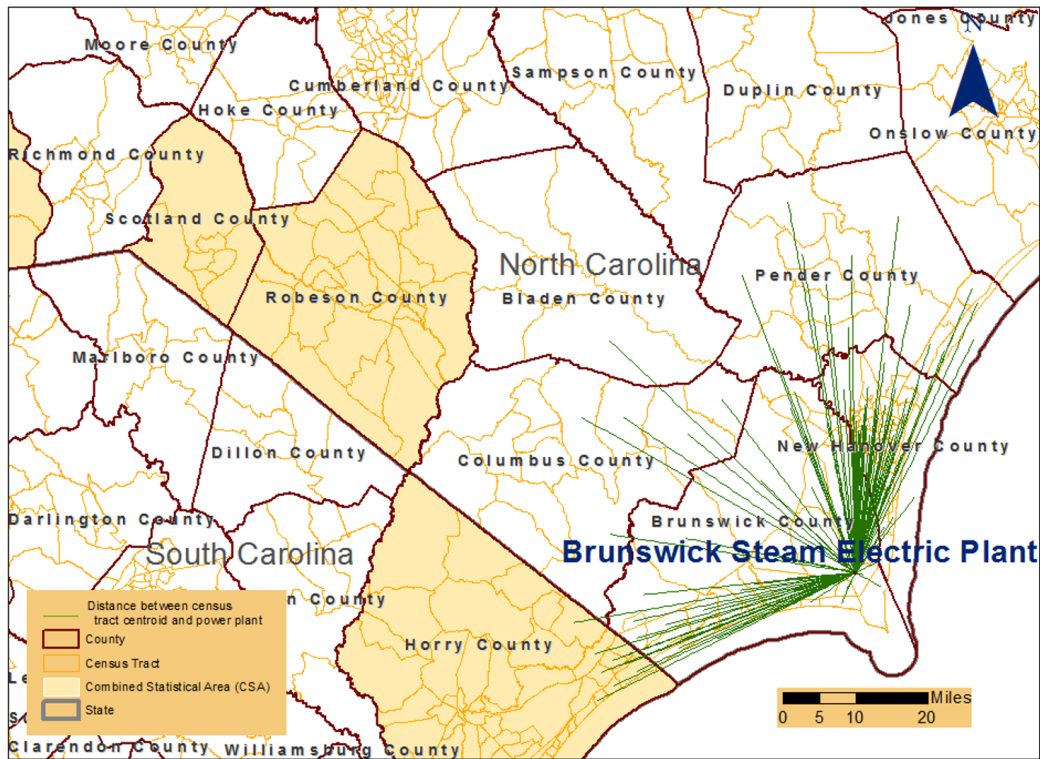 Jones County
N
Moore County
Sampson County
Cumberland County
Duplin County
Hoke County
Onslow County
Richmond County
Scotland County
North Carolina
Pender County
Robeson County
Bladen County
Marlboro County
New Hanover County
Dillon County
Columbus County
Darlington County
Brunswick County
South Carolina
Brunswick Steam Electric Plant
County
Horry County
Distance between census
tract centroid and power plant
County
Census Tract
Combined Statistical Area (CSA)
State
Miles
0 5 10 20
Clarendon County
Williamsburg County